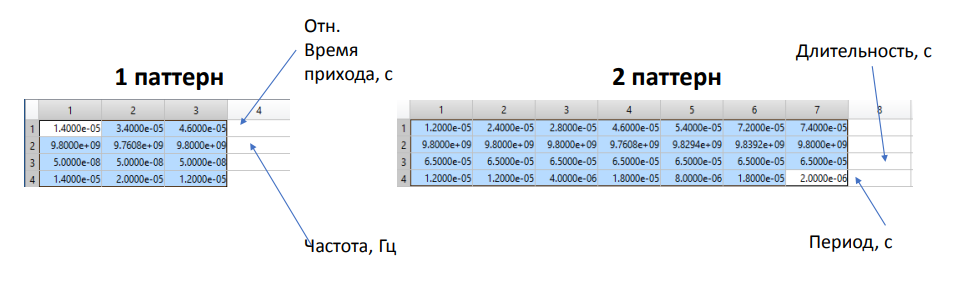 Отн.
Время
прихода, с
Длительность, с
1 паттерн
2 паттерн
1 2 3 4
1 1.4000e-05 3.4000e-05 4.6000e-05
2 9.8000e+09 9.7608e+09 9.8000e+09
3 5.0000e-08 5.0000e-08 5.0000e-08
4 1.4000e-05 2.0000e-05 1.2000e-05
1 2 3 4 5 6 7 8
1 1.2000e-05 2.4000e-05 2.8000e-05 4.6000e-05 5.4000e-05 7.2000e-05 7.4000e-05
2 9.8000e+09 9.8000e+09 9.8000e+09 9.7608e+09 9.8294e+09 9.8392e+09 9.8000e+09
3 6.5000e-05 6.5000e-05 6.5000e-05 6.5000e-05 6.5000e-05 6.5000e-05 6.5000e-05
4 1.2000e-05 1.2000e-05 4.0000e-06 1.8000e-05 8.0000e-06 1.8000e-05 2.0000e-06
Частота, Гц
Период, с